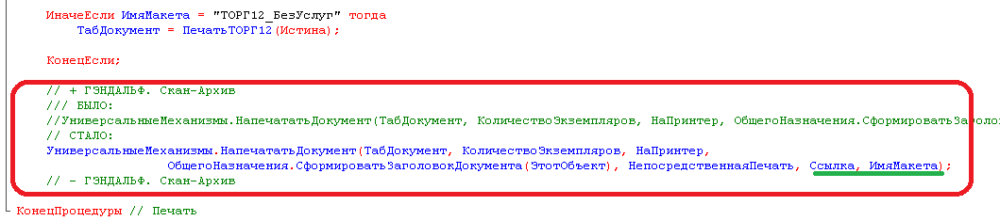 ИначеЕсли ИмяМакета = "ТОРГ12_БезУслуг" тогда
ТабДокумент = ПечатьТОРГ12(Истина);
КонецЕсли;
// + ГЭНДАЛЬФ. Скан-Архив
/// БЫЛО:
//УниверсальныеМеханизмы.НапечататьДокумент(ТабДокумент, КоличествоЭкземпляров, НаПринтер, ОбщегоНазначения.СформироватьЗаголо
// СТАЛО:
УниверсальныеМеханизмы.НапечататьДокумент(ТабДокумент, КоличествоЭкземпляров, НаПринтер,
ОбщегоНазначения.СформироватьЗаголовокДокумента(ЭтотОбъект), НепосредственнаяПечать, Ссылка, ИмяМакета);
// - ГЭНДАЛЬФ. Скан-Архив
КонецПроцедуры // Печать